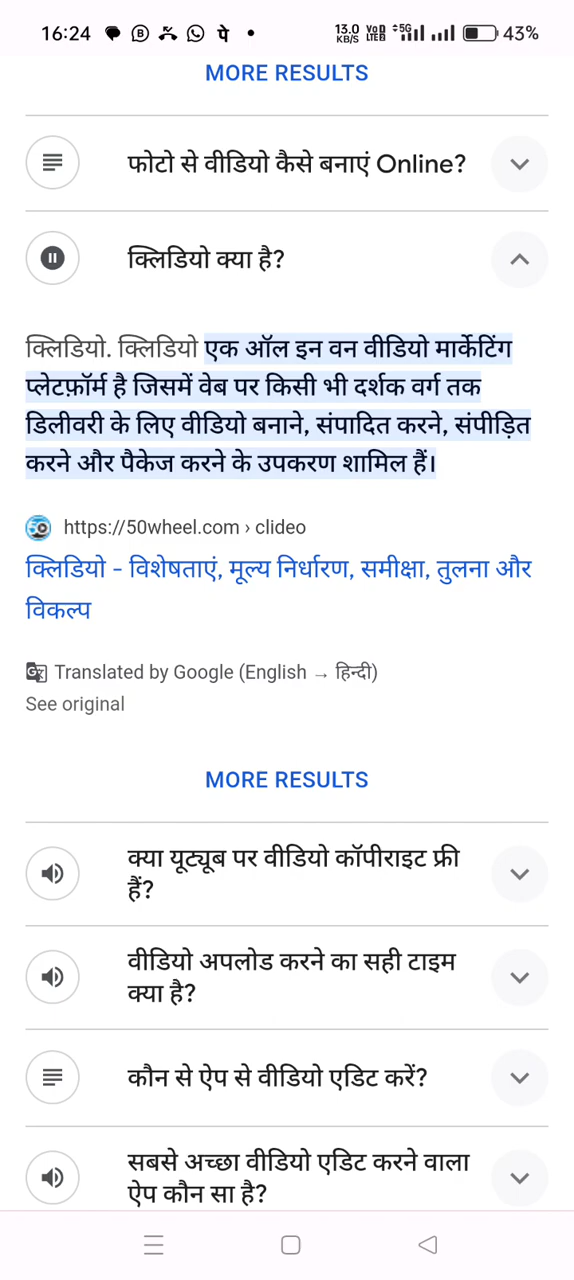 16:24
13.0 KB/S
VoD LTEB
5G
43%
MORE RESULTS
फोटो से वीडियो कैसे बनाएं Online?
क्लिडियो क्या है?
क्लिडियो. क्लिडियो एक ऑल इन वन वीडियो मार्केटिंग
प्लेटफ़ॉर्म है जिसमें वेब पर किसी भी दर्शक वर्ग तक
डिलीवरी के लिए वीडियो बनाने, संपादित करने, संपीड़ित
करने और पैकेज करने के उपकरण शामिल हैं।
https://50wheel.com › clideo
क्लिडियो - विशेषताएं, मूल्य निर्धारण, समीक्षा, तुलना और
विकल्प
Translated by Google (English → हिन्दी)
See original
MORE RESULTS
क्या यूट्यूब पर वीडियो कॉपीराइट फ्री
हैं?
वीडियो अपलोड करने का सही टाइम
क्या है?
कौन से ऐप से वीडियो एडिट करें?
सबसे अच्छा वीडियो एडिट करने वाला
ऐप कौन सा है?